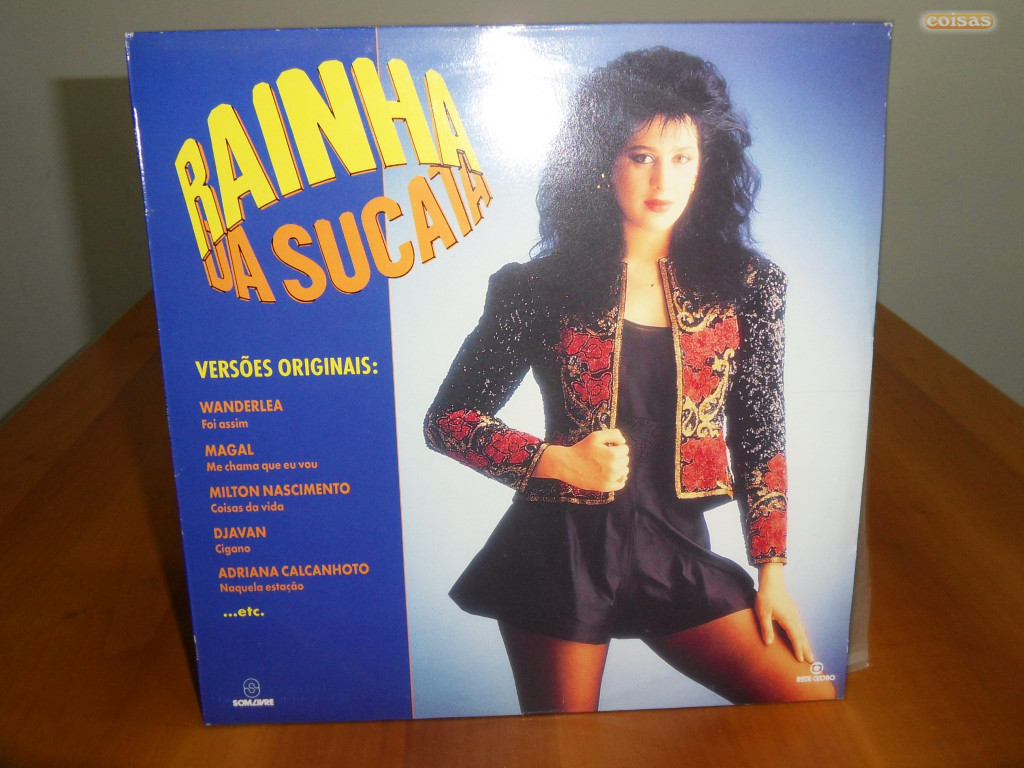 coisas
RAINHA
DA SUCATA
VERSÕES ORIGINAIS:
WANDERLEA
Foi assim
MAGAL
Me chama que eu vou
MILTON NASCIMENTO
Coisas da vida
DJAVAN
Cigano
ADRIANA CALCANHOTO
Naquela estação
...etc.
SOM LIVRE
REDE GLOBO